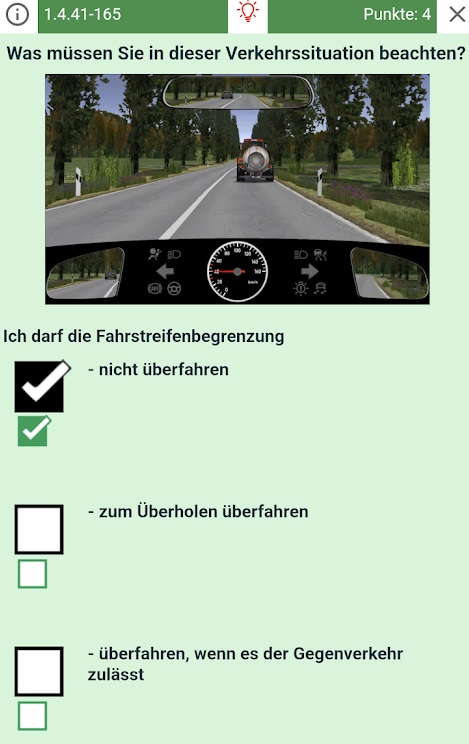 1.4.41-165
Punkte: 4
Was müssen Sie in dieser Verkehrssituation beachten?
Ich darf die Fahrstreifenbegrenzung
- nicht überfahren
- zum Überholen überfahren
- überfahren, wenn es der Gegenverkehr
zulässt